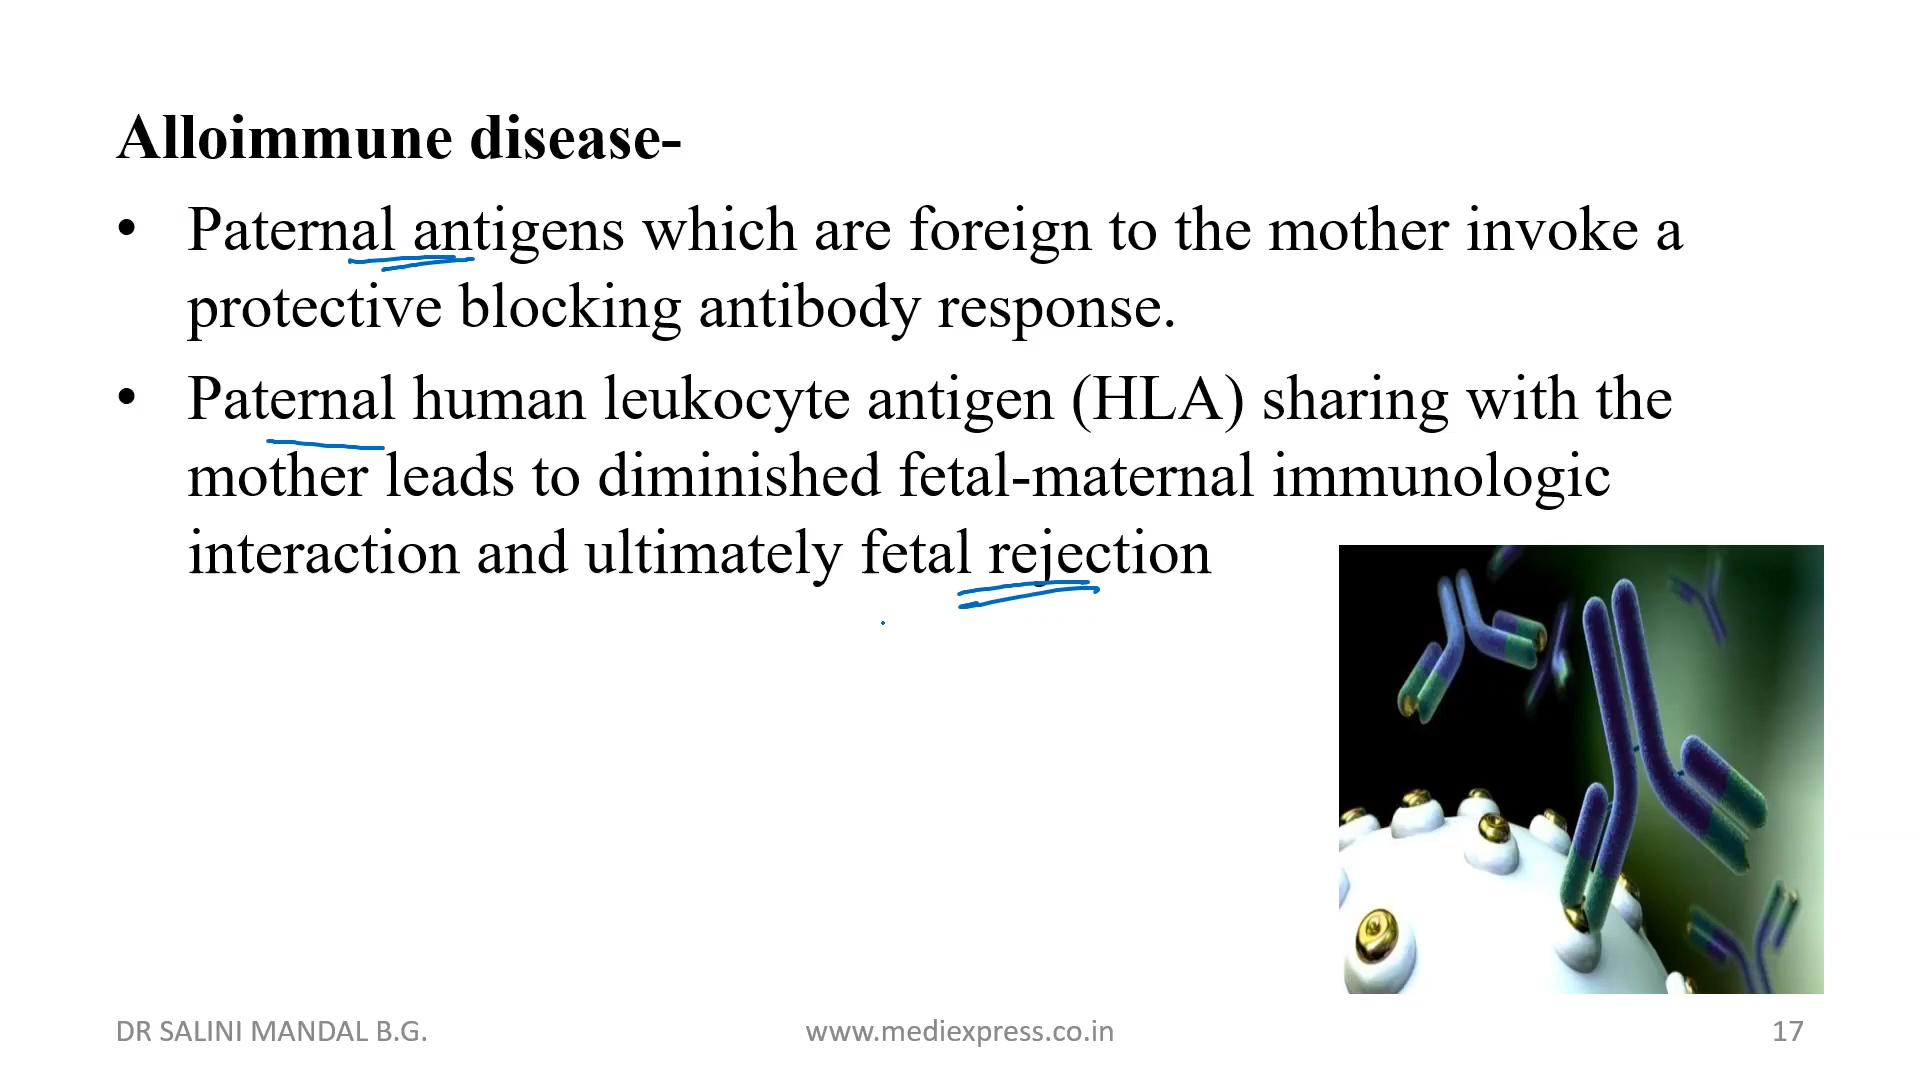 Alloimmune disease-
• Paternal antigens which are foreign to the mother invoke a
protective blocking antibody response.
• Paternal human leukocyte antigen (HLA) sharing with the
mother leads to diminished fetal-maternal immunologic
interaction and ultimately fetal rejection
DR SALINI MANDAL B.G.
www.mediexpress.co.in
17